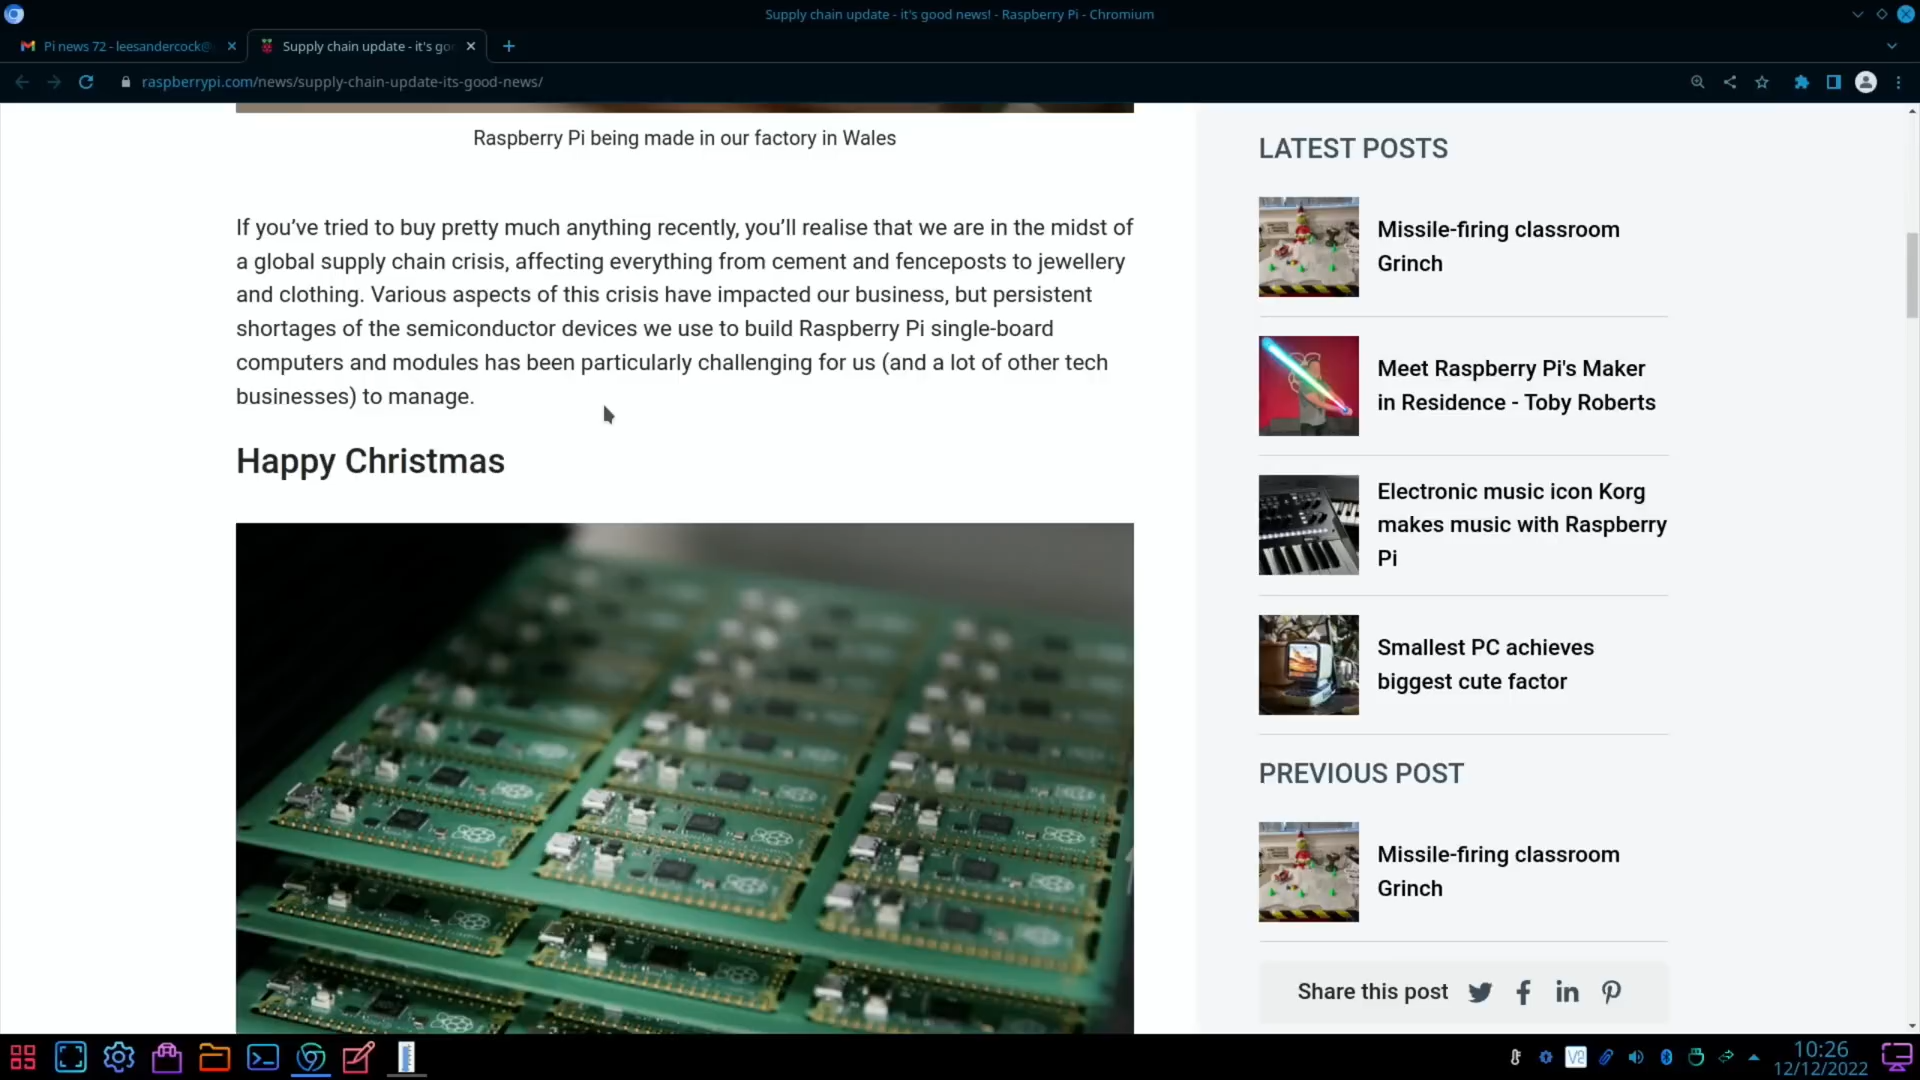 Supply chain update - it's good news! - Raspberry Pi - Chromium
Pi news 72 - leesandercock@
Supply chain update - it's go
raspberrypi.com/news/supply-chain-update-its-good-news/
Raspberry Pi being made in our factory in Wales
If you’ve tried to buy pretty much anything recently, you’ll realise that we are in the midst of
a global supply chain crisis, affecting everything from cement and fenceposts to jewellery
and clothing. Various aspects of this crisis have impacted our business, but persistent
shortages of the semiconductor devices we use to build Raspberry Pi single-board
computers and modules has been particularly challenging for us (and a lot of other tech
businesses) to manage.
Happy Christmas
LATEST POSTS
Missile-firing classroom
Grinch
Meet Raspberry Pi's Maker
in Residence - Toby Roberts
Electronic music icon Korg
makes music with Raspberry
Pi
Smallest PC achieves
biggest cute factor
PREVIOUS POST
Missile-firing classroom
Grinch
Share this post
10:26
12/12/2022